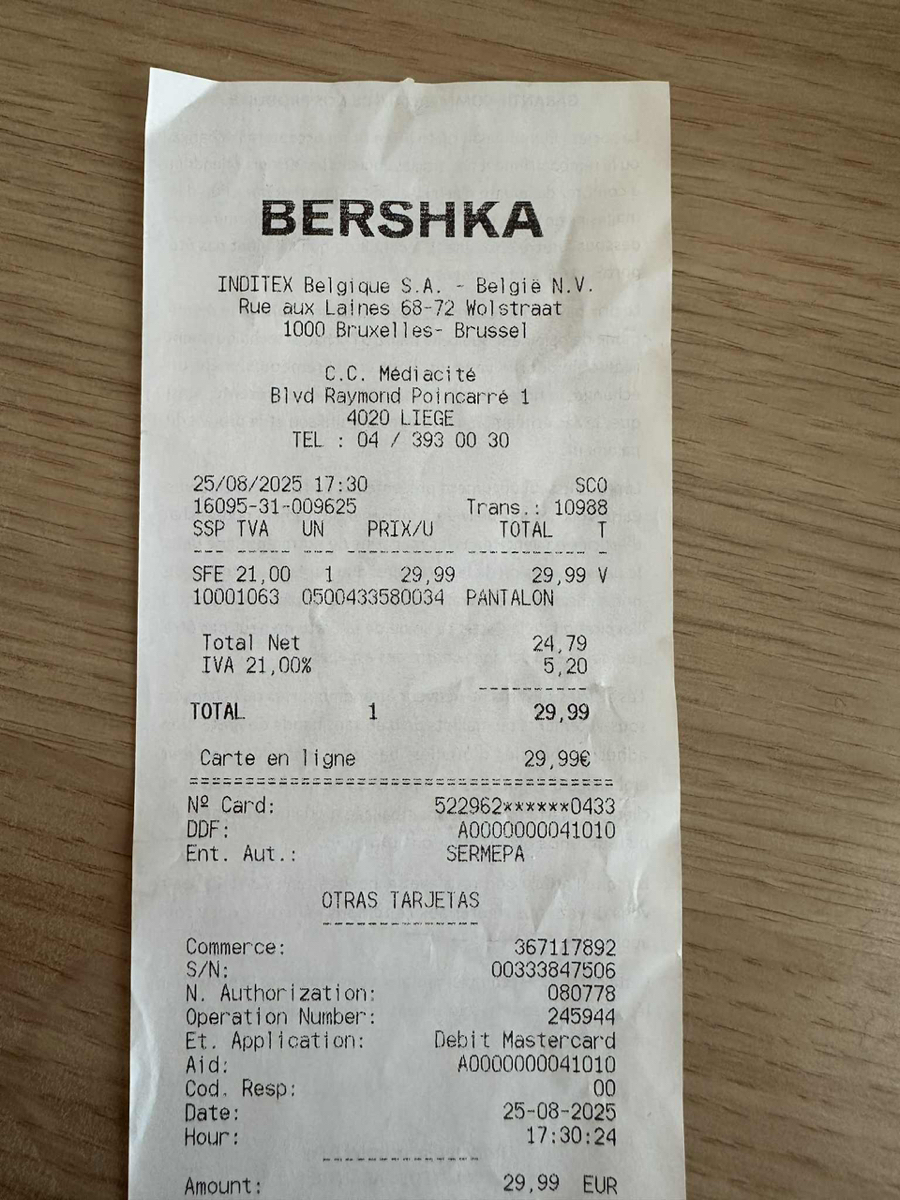 BERSHKA
INDITEX Belgique S.A. - België N.V.
Rue aux Laines 68-72 Wolstraat
1000 Bruxelles- Brussel
C.C. Médiacité
Blvd Raymond Poincarré 1
4020 LIEGE
TEL : 04 / 393 00 30
25/08/2025 17:30 SCO
16095-31-009625 Trans.: 10988
SSP TVA UN PRIX/U TOTAL T
--- ---- --- ----------- ------------ -
SFE 21,00 1 29,99 29,99 V
10001063 0500433580034 PANTALON
Total Net 24,79
IVA 21,00% 5,20
------------
TOTAL 1 29,99
Carte en ligne 29,99€
==============================================
Nº Card: 522962******0433
DDF: A0000000041010
Ent. Aut.: SERMEPA
OTRAS TARJETAS
-----------------
Commerce: 367117892
S/N: 00333847506
N. Authorization: 080778
Operation Number: 245944
Et. Application: Debit Mastercard
Aid: A0000000041010
Cod. Resp: 00
Date: 25-08-2025
Hour: 17:30:24
-----------------
Amount: 29,99 EUR